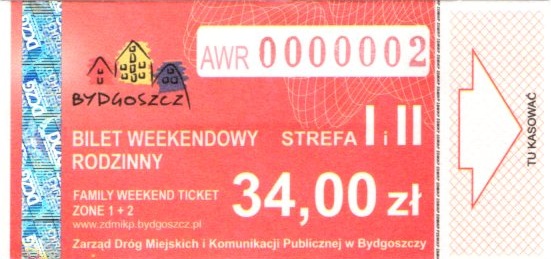 AWR 0000002
BYDGOSZCZ
BILET WEEKENDOWY
RODZINNY
STREFA I i II
FAMILY WEEKEND TICKET
ZONE 1 + 2
34,00 zł
www.zdmikp.bydgoszcz.pl
Zarząd Dróg Miejskich i Komunikacji Publicznej w Bydgoszczy
TU KASOWAĆ